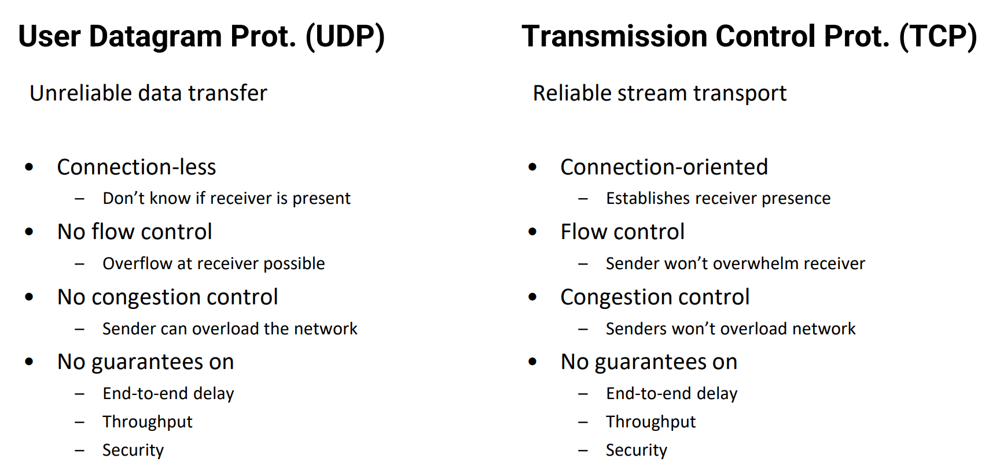 User Datagram Prot. (UDP)
Unreliable data transfer
• Connection-less
– Don’t know if receiver is present
• No flow control
– Overflow at receiver possible
• No congestion control
– Sender can overload the network
• No guarantees on
– End-to-end delay
– Throughput
– Security
Transmission Control Prot. (TCP)
Reliable stream transport
• Connection-oriented
– Establishes receiver presence
• Flow control
– Sender won’t overwhelm receiver
• Congestion control
– Senders won’t overload network
• No guarantees on
– End-to-end delay
– Throughput
– Security